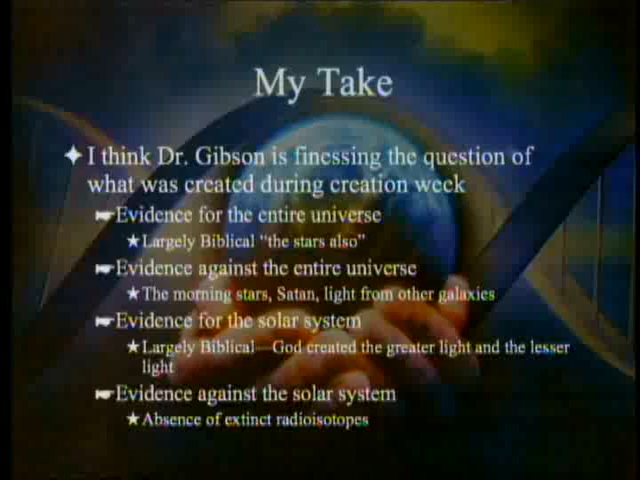 My Take
I think Dr. Gibson is finessing the question of
what was created during creation week
Evidence for the entire universe
Largely Biblical "the stars also"
Evidence against the entire universe
The morning stars, Satan, light from other galaxies
Evidence for the solar system
Largely Biblical—God created the greater light and the lesser
light
Evidence against the solar system
Absence of extinct radioisotopes